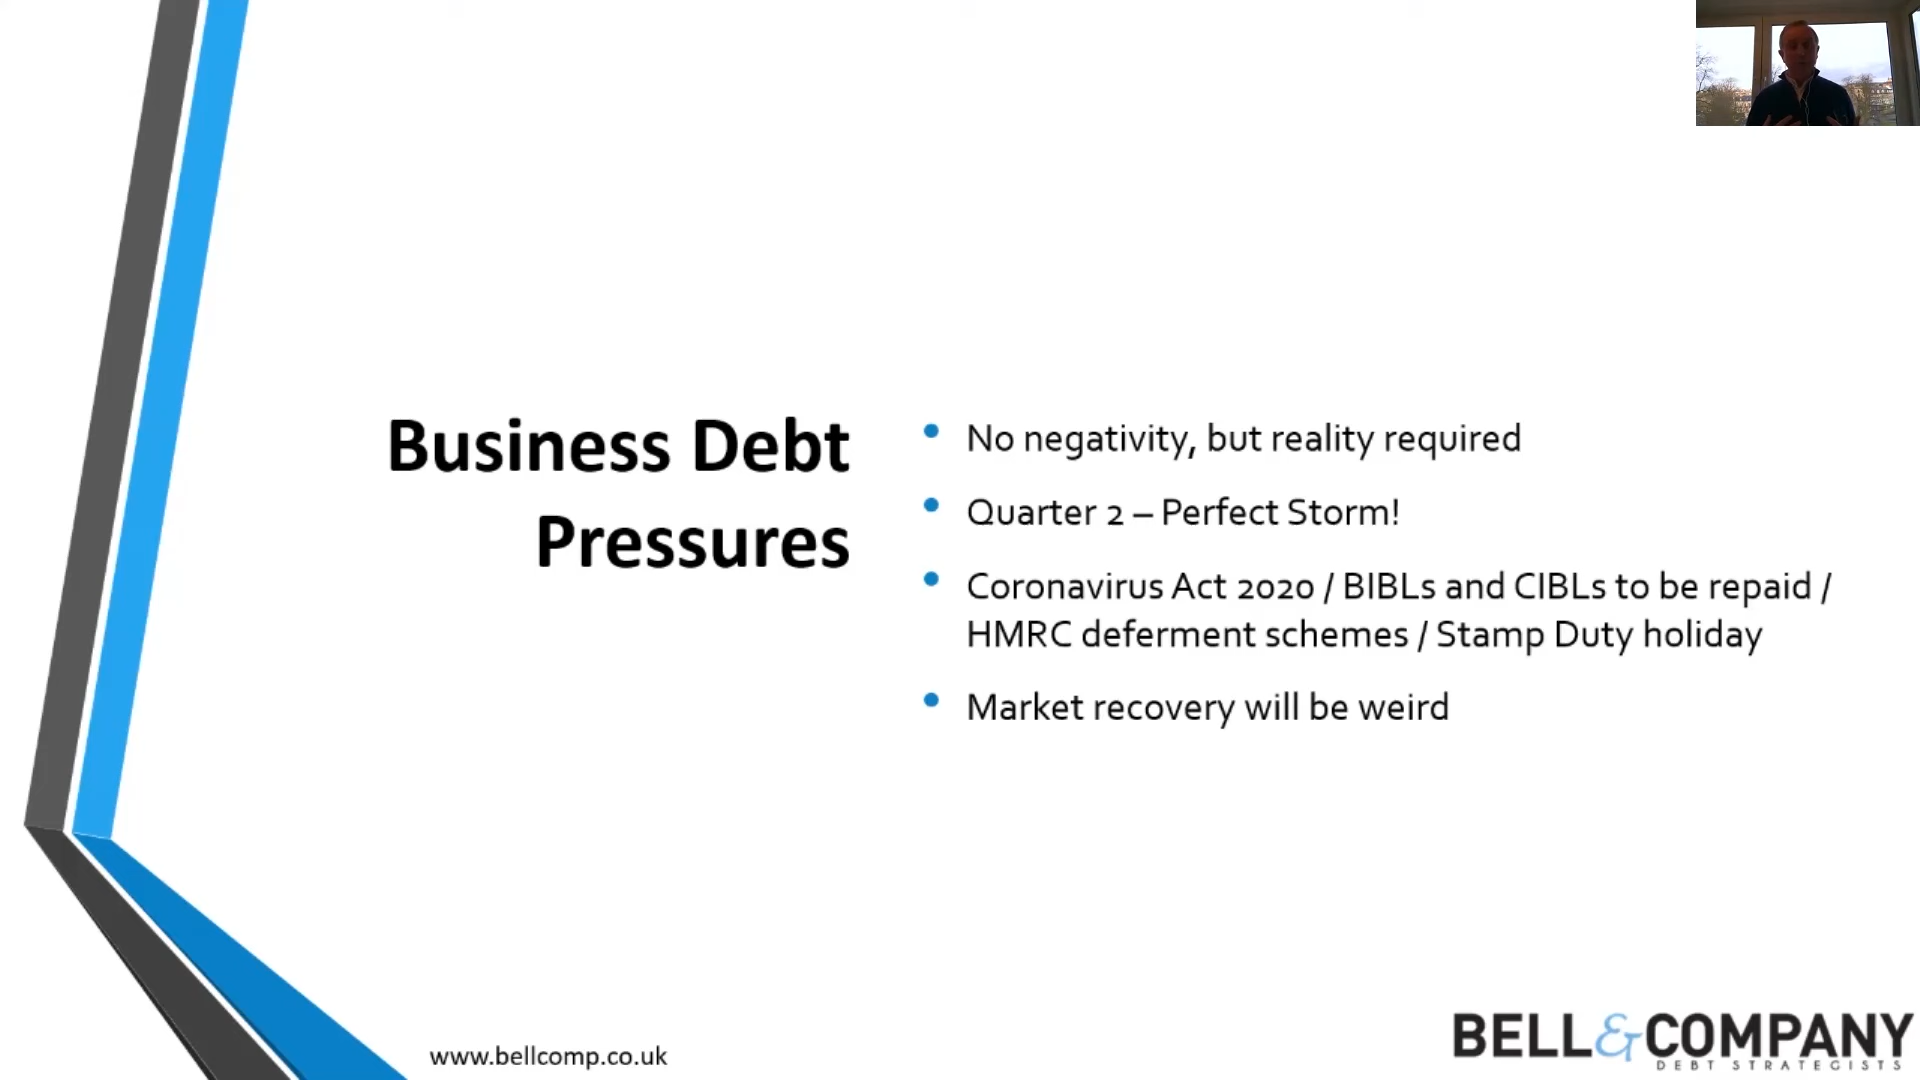 Business Debt
Pressures
No negativity, but reality required
Quarter 2 – Perfect Storm!
Coronavirus Act 2020 / BIBLs and CIBLs to be repaid /
HMRC deferment schemes / Stamp Duty holiday
Market recovery will be weird
www.bellcomp.co.uk
BELL&COMPANY
DEBT STRATEGISTS